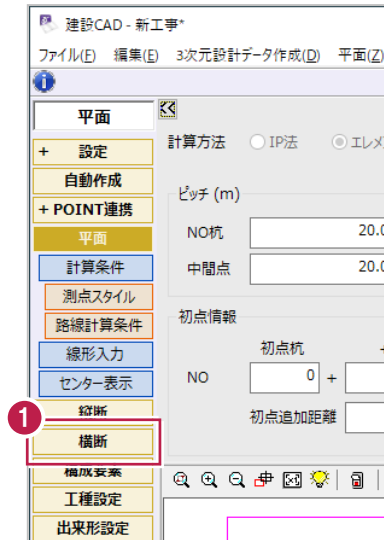 建設CAD - 新工事*
ファイル(F) 編集(E) 3次元設計データ作成(D) 平面(Z)
平面
+ 設定
自動作成
+ POINT連携
平面
計算条件
測点スタイル
路線計算条件
線形入力
センター表示
縦断
1
横断
構成要素
工種設定
出来形設定
計算方法 IP法 エレメ
ピッチ (m)
NO杭 20.0
中間点 20.0
初点情報
初点杭 +
NO 0 +
初点追加距離